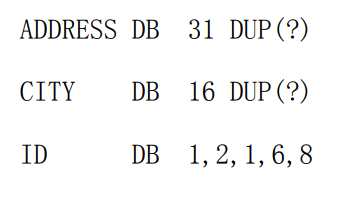 ADDRESS DB 31 DUP(?)
CITY DB 16 DUP(?)
ID DB 1,2,1,6,8